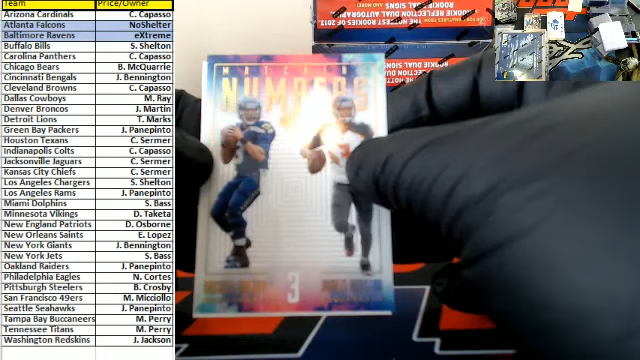 Team Price/Owner
Arizona Cardinals C. Capasso
Atlanta Falcons NoShelter
Baltimore Ravens eXtreme
Buffalo Bills S. Shelton
Carolina Panthers C. Capasso
Chicago Bears B. McQuarrie
Cincinnati Bengals J. Bennington
Cleveland Browns C. Capasso
Dallas Cowboys M. Ray
Denver Broncos J. Martin
Detroit Lions T. Marks
Green Bay Packers J. Panepinto
Houston Texans C. Sermer
Indianapolis Colts C. Capasso
Jacksonville Jaguars C. Sermer
Kansas City Chiefs C. Sermer
Los Angeles Chargers S. Shelton
Los Angeles Rams J. Panepinto
Miami Dolphins S. Bass
Minnesota Vikings D. Taketa
New England Patriots D. Osborne
New Orleans Saints E. Lopez
New York Giants J. Bennington
New York Jets S. Bass
Oakland Raiders J. Panepinto
Philadelphia Eagles N. Cortes
Pittsburgh Steelers B. Crosby
San Francisco 49ers M. Micciollo
Seattle Seahawks J. Panepinto
Tampa Bay Buccaneers M. Perry
Tennessee Titans M. Perry
Washington Redskins J. Jackson
NUMBERS
3